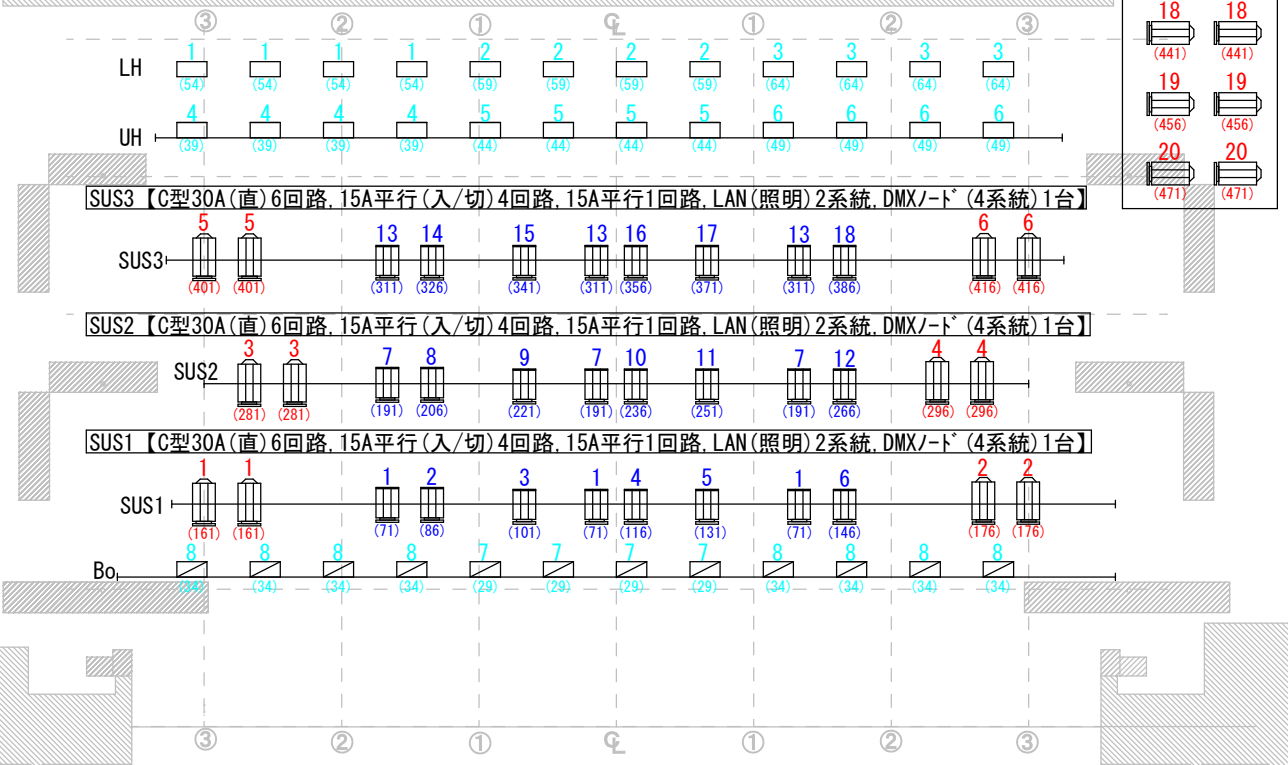 ③ ② ① ℄ ① ② ③
18 18
(441) (441)
19 19
(456) (456)
20 20
(471) (471)
1 1 1 1 2 2 2 2 3 3 3 3
LH
(54) (54) (54) (54) (59) (59) (59) (59) (64) (64) (64) (64)
4 4 4 4 5 5 5 5 6 6 6 6
UH
(39) (39) (39) (39) (44) (44) (44) (44) (49) (49) (49) (49)
SUS3【C型30A(直)6回路,15A平行(入/切)4回路,15A平行1回路,LAN(照明)2系統,DMXノード(4系統)1台】
5 5 13 14 15 13 16 17 13 18 6 6
SUS3
(401) (401) (311) (326) (341) (311) (356) (371) (311) (386) (416) (416)
SUS2【C型30A(直)6回路,15A平行(入/切)4回路,15A平行1回路,LAN(照明)2系統,DMXノード(4系統)1台】
3 3 7 8 9 7 10 11 7 12 4 4
SUS2
(281) (281) (191) (206) (221) (191) (236) (251) (191) (266) (296) (296)
SUS1【C型30A(直)6回路,15A平行(入/切)4回路,15A平行1回路,LAN(照明)2系統,DMXノード(4系統)1台】
1 1 1 2 3 1 4 5 1 6 2 2
SUS1
(161) (161) (71) (86) (101) (71) (116) (131) (71) (146) (176) (176)
8 8 8 8 7 7 7 7 8 8 8 8
Bo
(34) (34) (34) (34) (29) (29) (29) (29) (34) (34) (34) (34)
③ ② ① ℄ ① ② ③